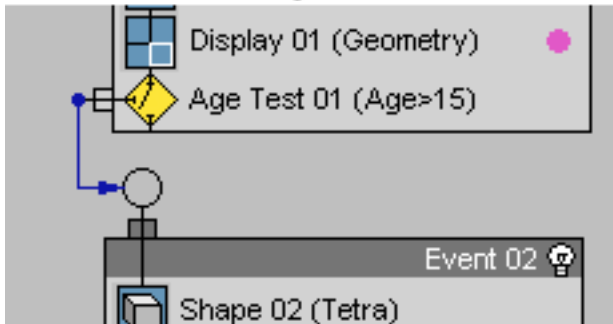 Display 01 (Geometry)
Age Test 01 (Age>15)
Event 02
Shape 02 (Tetra)